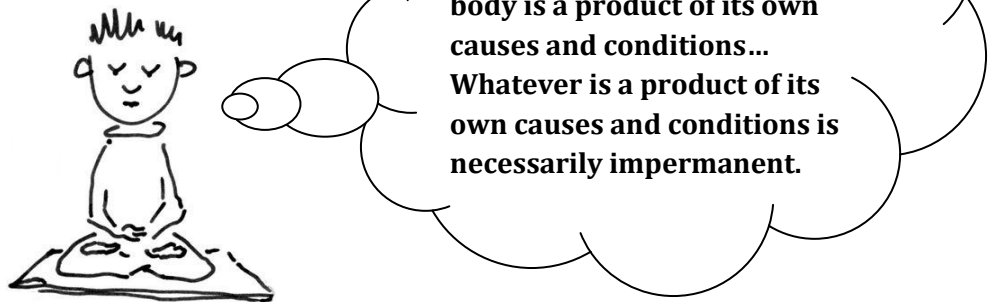 body is a product of its own
causes and conditions…
Whatever is a product of its
own causes and conditions is
necessarily impermanent.